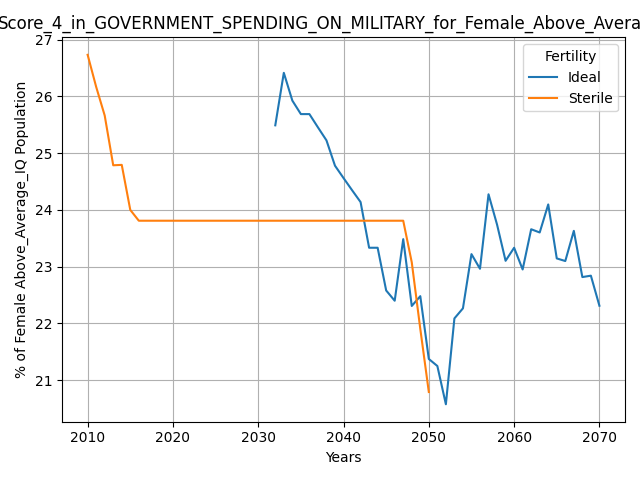 Score_4_in_GOVERNMENT_SPENDING_ON_MILITARY_for_Female_Above_Avera
27
26
25
24
23
22
21
% of Female Above_Average_IQ Population
Fertility
Ideal
Sterile
2010 2020 2030 2040 2050 2060 2070
Years